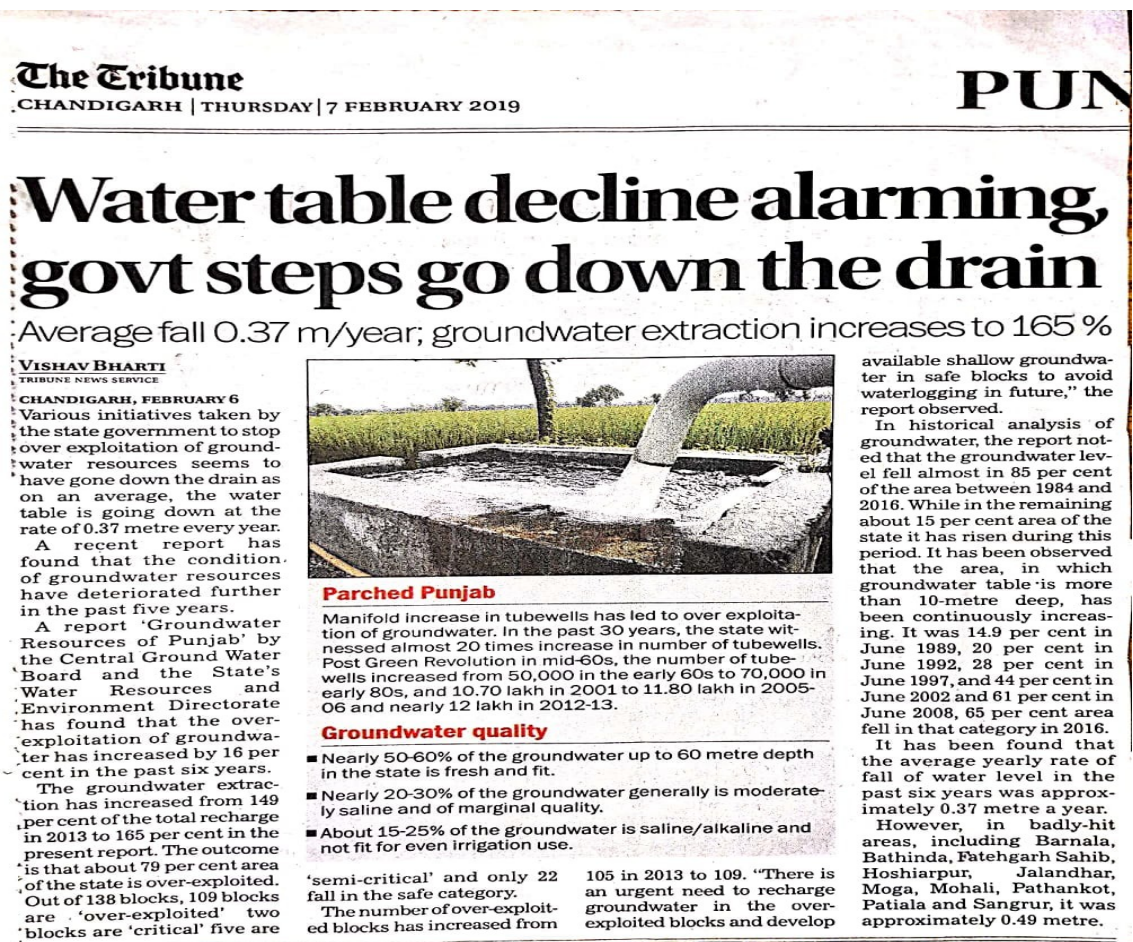 The Tribune
CHANDIGARH | THURSDAY | 7 FEBRUARY 2019
PUN
Water table decline alarming,
govt steps go down the drain
Average fall 0.37 m/year; groundwater extraction increases to 165 %
VISHAV BHARTI
TRIBUNE NEWS SERVICE
CHANDIGARH, FEBRUARY 6
Various initiatives taken by
the state government to stop
over exploitation of ground-
water resources seems to
have gone down the drain as
on an average, the water
table is going down at the
rate of 0.37 metre every year.
A recent report has
found that the condition
of groundwater resources
have deteriorated further
in the past five years.
A report 'Groundwater
Resources of Punjab' by
the Central Ground Water
Board and the State's
Water Resources and
Environment Directorate
has found that the over-
exploitation of groundwa-
ter has increased by 16 per
cent in the past six years.
The groundwater extrac-
tion has increased from 149
per cent of the total recharge
in 2013 to 165 per cent in the
present report. The outcome
is that about 79 per cent area
of the state is over-exploited.
Out of 138 blocks, 109 blocks
are 'over-exploited' two
blocks are 'critical' five are
Parched Punjab
Manifold increase in tubewells has led to over exploita-
tion of groundwater. In the past 30 years, the state wit-
nessed almost 20 times increase in number of tubewells.
Post Green Revolution in mid-60s, the number of tube-
wells increased from 50,000 in the early 60s to 70,000 in
early 80s, and 10.70 lakh in 2001 to 11.80 lakh in 2005-
06 and nearly 12 lakh in 2012-13.
Groundwater quality
■ Nearly 50-60% of the groundwater up to 60 metre depth
in the state is fresh and fit.
■ Nearly 20-30% of the groundwater generally is moderate-
ly saline and of marginal quality.
■ About 15-25% of the groundwater is saline/alkaline and
not fit for even irrigation use.
'semi-critical' and only 22
fall in the safe category.
The number of over-exploit-
ed blocks has increased from
105 in 2013 to 109. "There is
an urgent need to recharge
groundwater in the over-
exploited blocks and develop
available shallow groundwa-
ter in safe blocks to avoid
waterlogging in future," the
report observed.
In historical analysis of
groundwater, the report not-
ed that the groundwater lev-
el fell almost in 85 per cent
of the area between 1984 and
2016. While in the remaining
about 15 per cent area of the
state it has risen during this
period. It has been observed
that the area, in which
groundwater table is more
than 10-metre deep, has
been continuously increas-
ing. It was 14.9 per cent in
June 1989, 20 per cent in
June 1992, 28 per cent in
June 1997, and 44 per cent in
June 2002 and 61 per cent in
June 2008, 65 per cent area
fell in that category in 2016.
It has been found that
the average yearly rate of
fall of water level in the
past six years was approx-
imately 0.37 metre a year.
However, in badly-hit
areas, including Barnala,
Bathinda, Fatehgarh Sahib,
Hoshiarpur, Jalandhar,
Moga, Mohali, Pathankot,
Patiala and Sangrur, it was
approximately 0.49 metre.